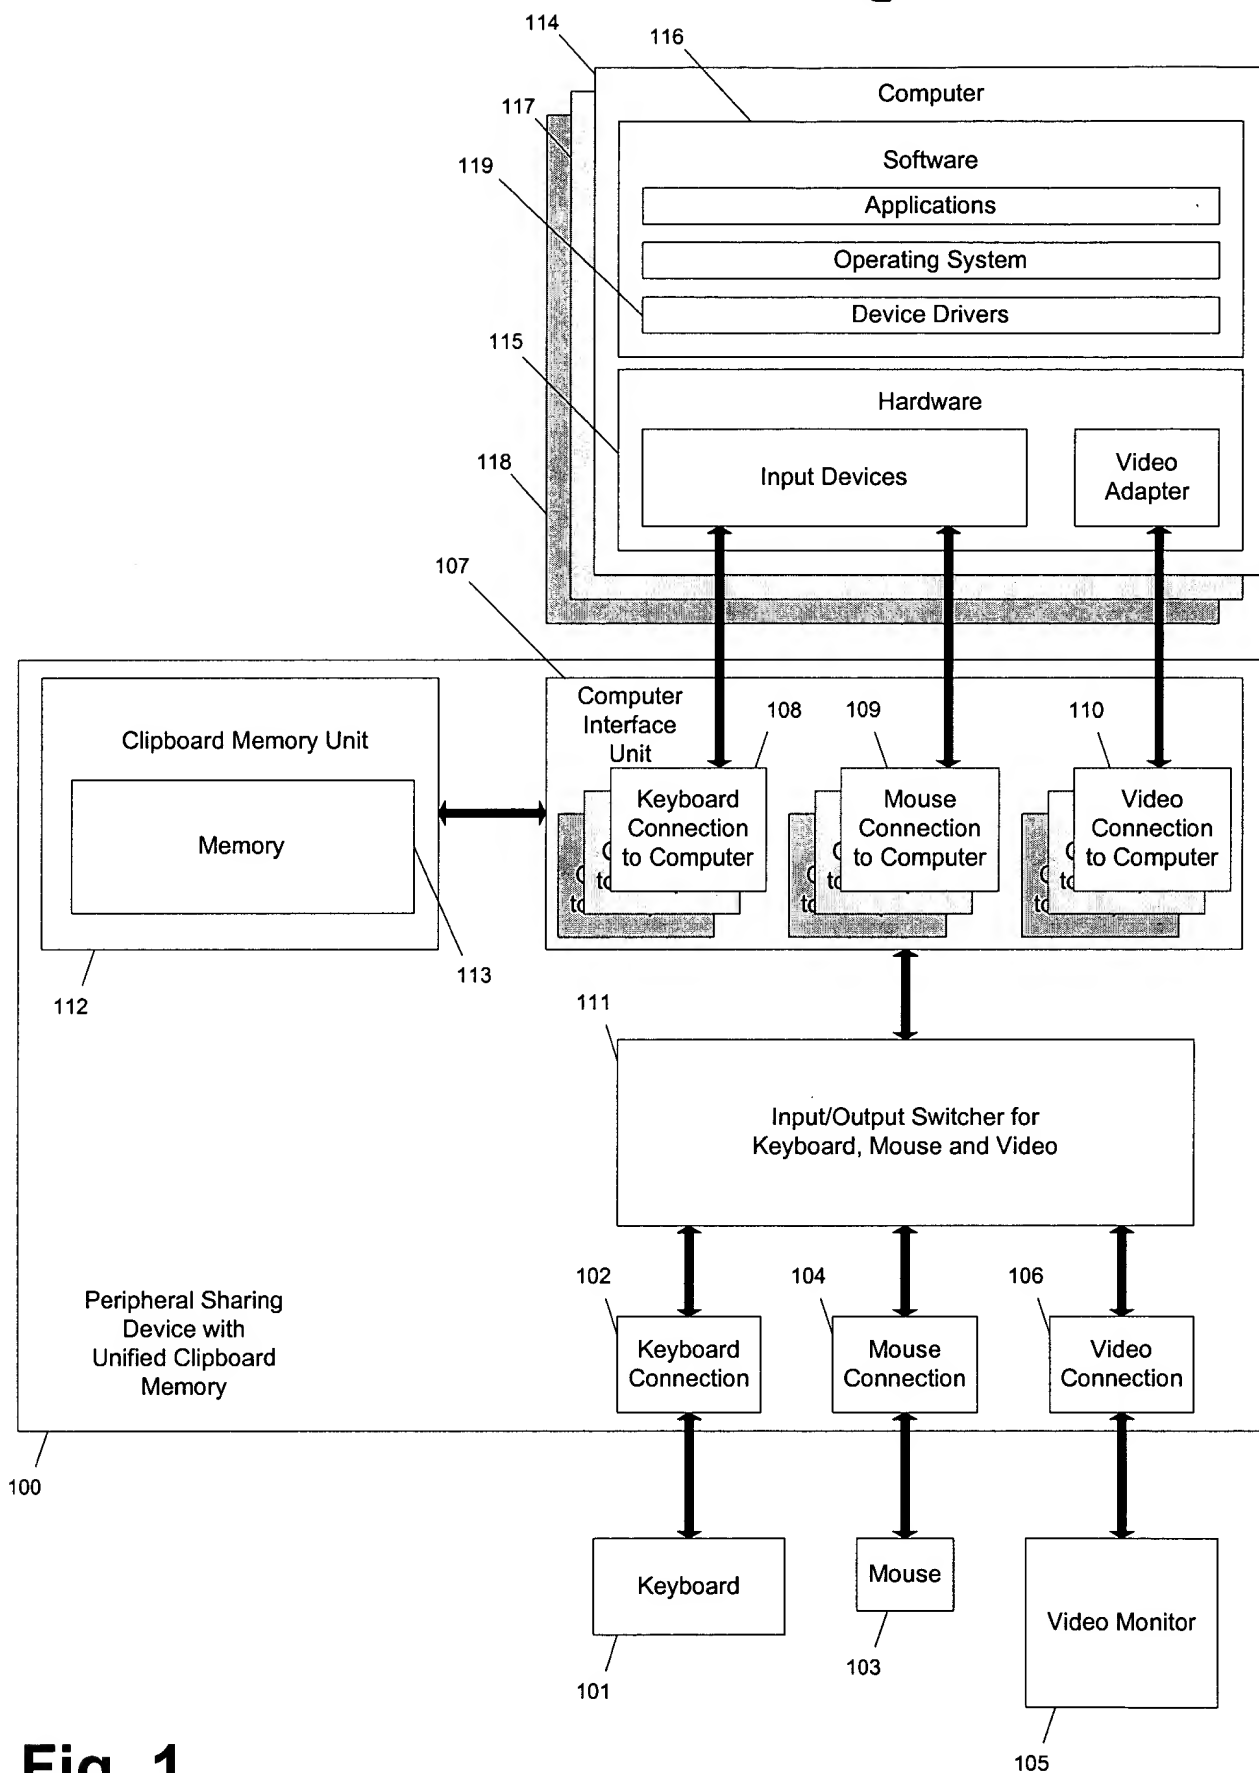 114
116
Computer
117
Software
119
Applications
Operating System
Device Drivers
115
Hardware
118
Input Devices
Video
Adapter
107
Computer
Interface
Unit
108
109
110
Clipboard Memory Unit
Memory
Keyboard
Connection
to Computer
Mouse
Connection
to Computer
Video
Connection
to Computer
113
112
111
Input/Output Switcher for
Keyboard, Mouse and Video
102
104
106
Peripheral Sharing
Device with
Unified Clipboard
Memory
Keyboard
Connection
Mouse
Connection
Video
Connection
100
Keyboard
Mouse
Video Monitor
101
103
105
Fig. 1